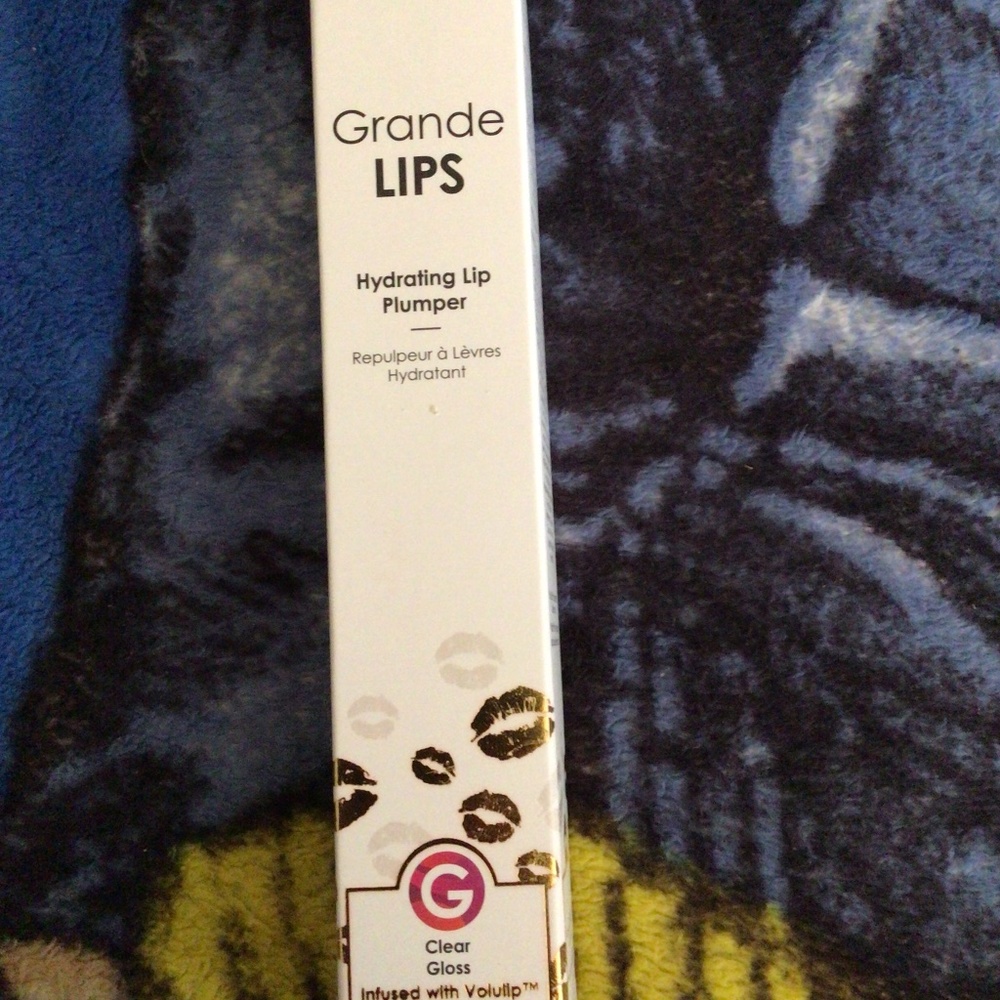 Grande
LIPS
Hydrating Lip
Plumper
Repulpeur à Lèvres
Hydratant
G
Clear
Gloss
Infused with Volulip™